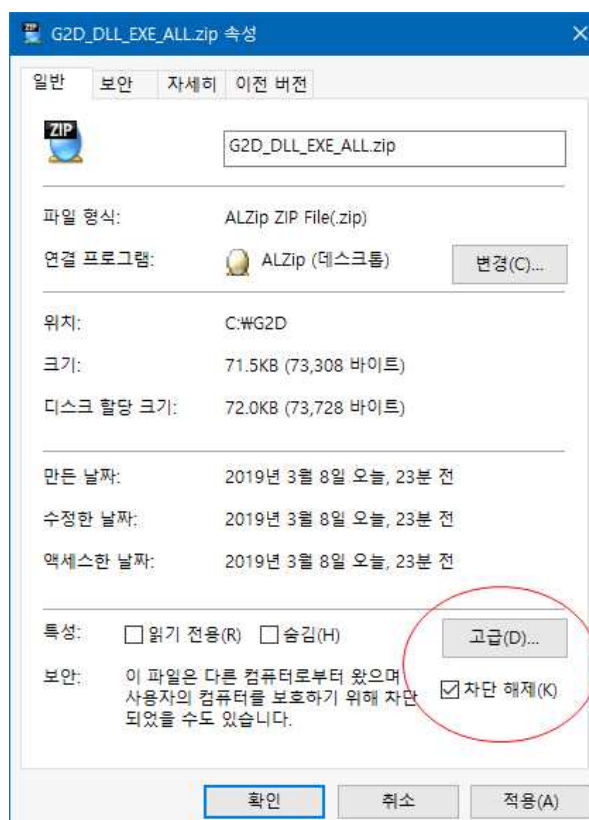 G2D_DLL_EXE_ALL.zip 속성
일반 보안 자세히 이전 버전
ZIP
G2D_DLL_EXE_ALL.zip
파일 형식: ALZip ZIP File(.zip)
연결 프로그램: ALZip (데스크톱) 변경(C)...
위치: C:₩G2D
크기: 71.5KB (73,308 바이트)
디스크 할당 크기: 72.0KB (73,728 바이트)
만든 날짜: 2019년 3월 8일 오늘, 23분 전
수정한 날짜: 2019년 3월 8일 오늘, 23분 전
액세스한 날짜: 2019년 3월 8일 오늘, 23분 전
특성: 읽기 전용(R) 숨김(H) 고급(D)...
보안: 이 파일은 다른 컴퓨터로부터 왔으며
사용자의 컴퓨터를 보호하기 위해 차단 차단 해제(K)
되었을 수도 있습니다.
확인 취소 적용(A)